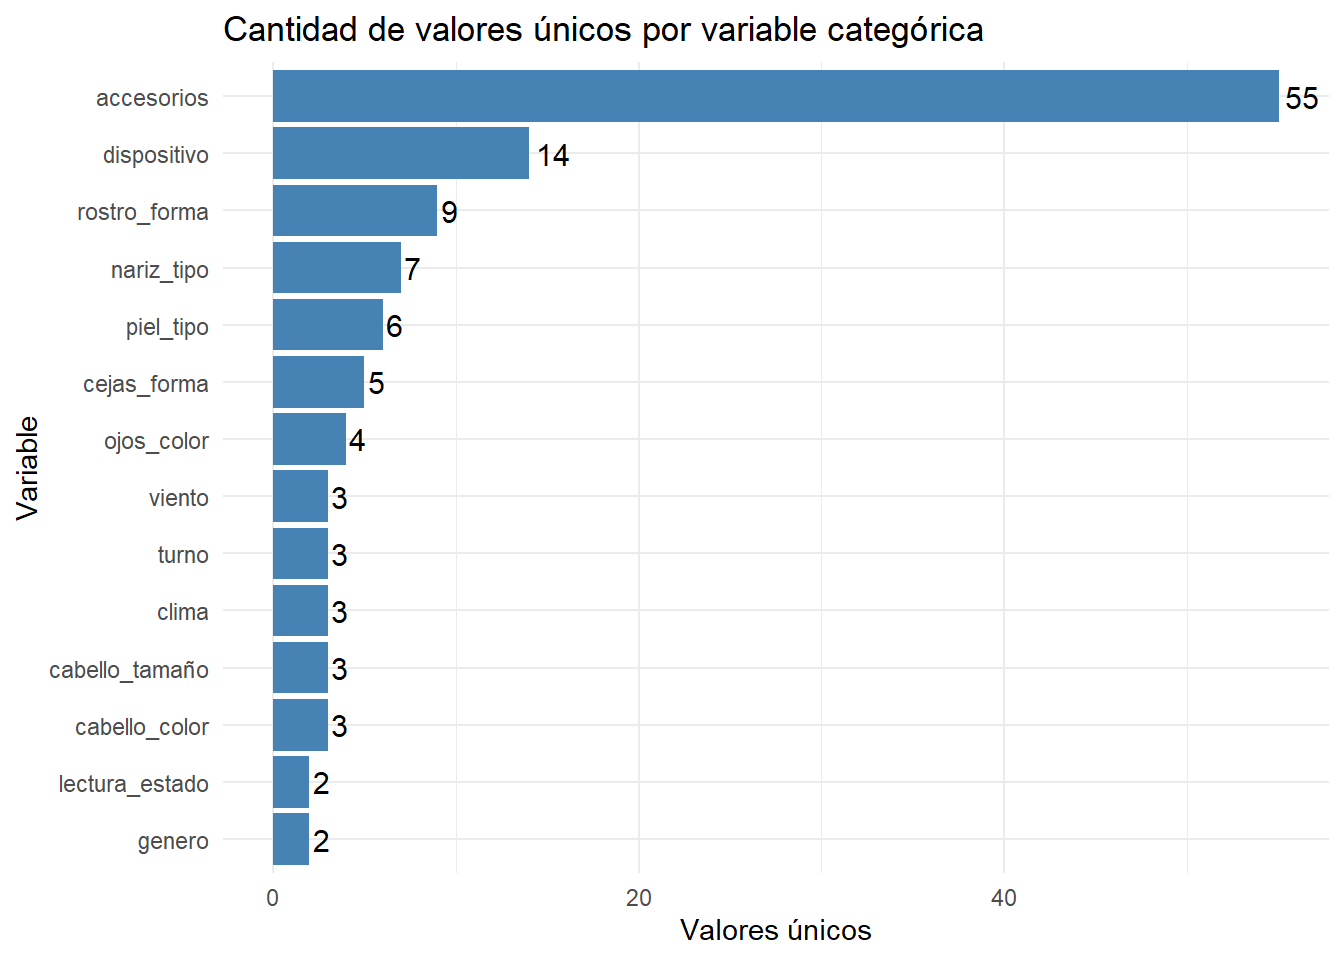 Cantidad de valores únicos por variable categórica
Variable
accesorios 55
dispositivo 14
rostro_forma 9
nariz_tipo 7
piel_tipo 6
cejas_forma 5
ojos_color 4
viento 3
turno 3
clima 3
cabello_tamaño 3
cabello_color 3
lectura_estado 2
genero 2
0 20 40
Valores únicos